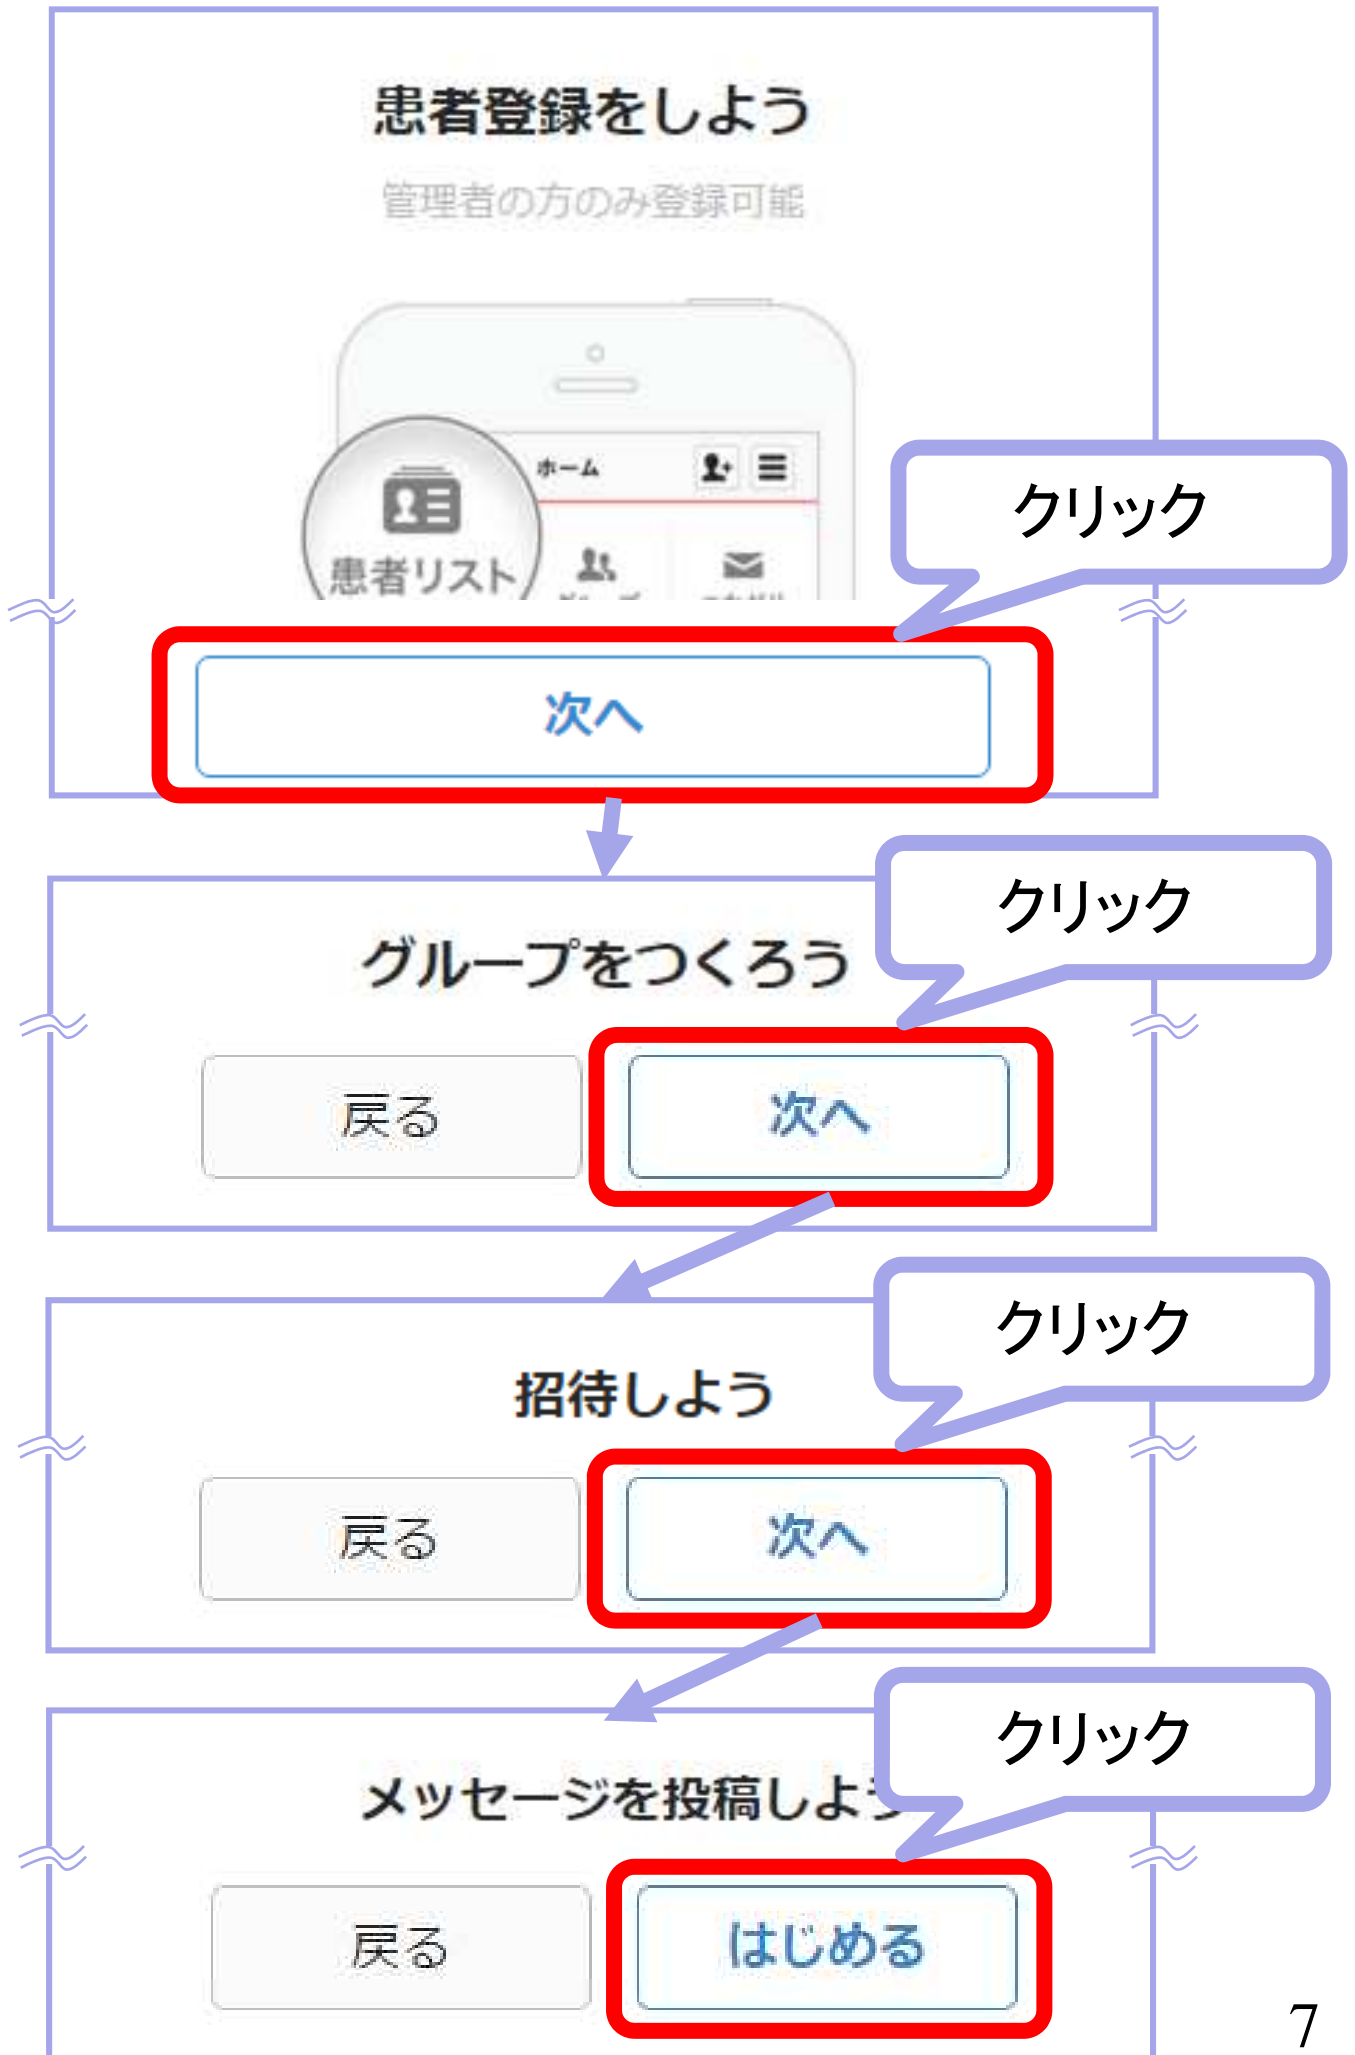 患者登録をしよう
管理者の方のみ登録可能
ホーム
患者リスト
クリック
次へ
クリック
グループをつくろう
戻る
次へ
クリック
招待しよう
戻る
次へ
クリック
メッセージを投稿しよう
戻る
はじめる
7